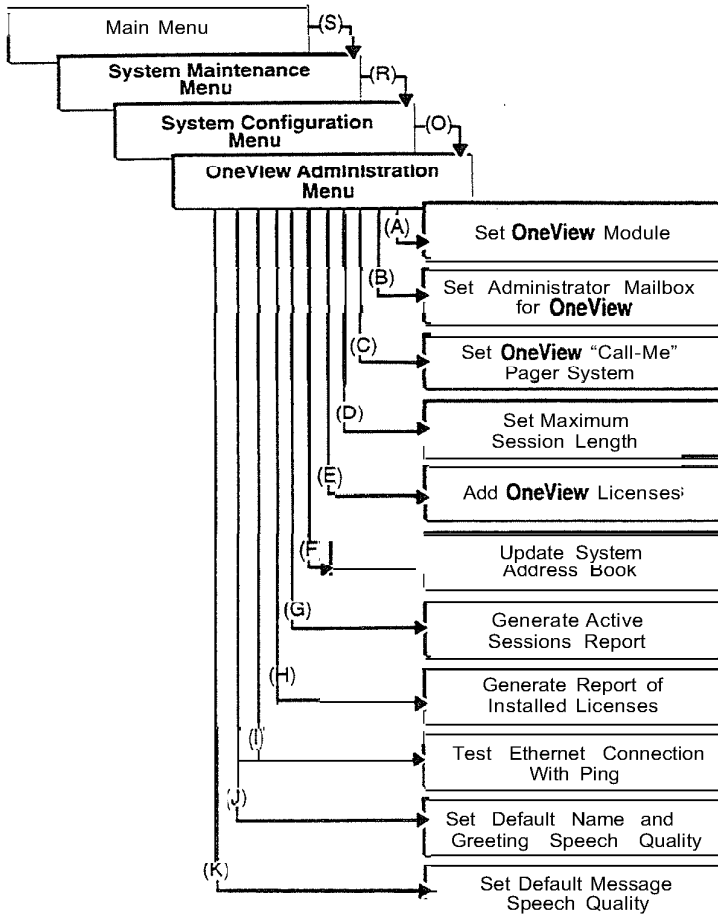 Main Menu
(S)
System Maintenance
Menu
(R)
System Configuration
Menu
(O)
OneView Administration
Menu
(A)
Set OneView Module
(B)
Set Administrator Mailbox
for OneView
(C)
Set OneView “Call-Me”
Pager System
(D)
Set Maximum
Session Length
(E)
Add OneView Licenses
(F)
Update System
Address Book
(G)
Generate Active
Sessions Report
(H)
Generate Report of
Installed Licenses
(I)
Test Ethernet Connection
With Ping
(J)
Set Default Name and
Greeting Speech Quality
(K)
Set Default Message
Speech Quality